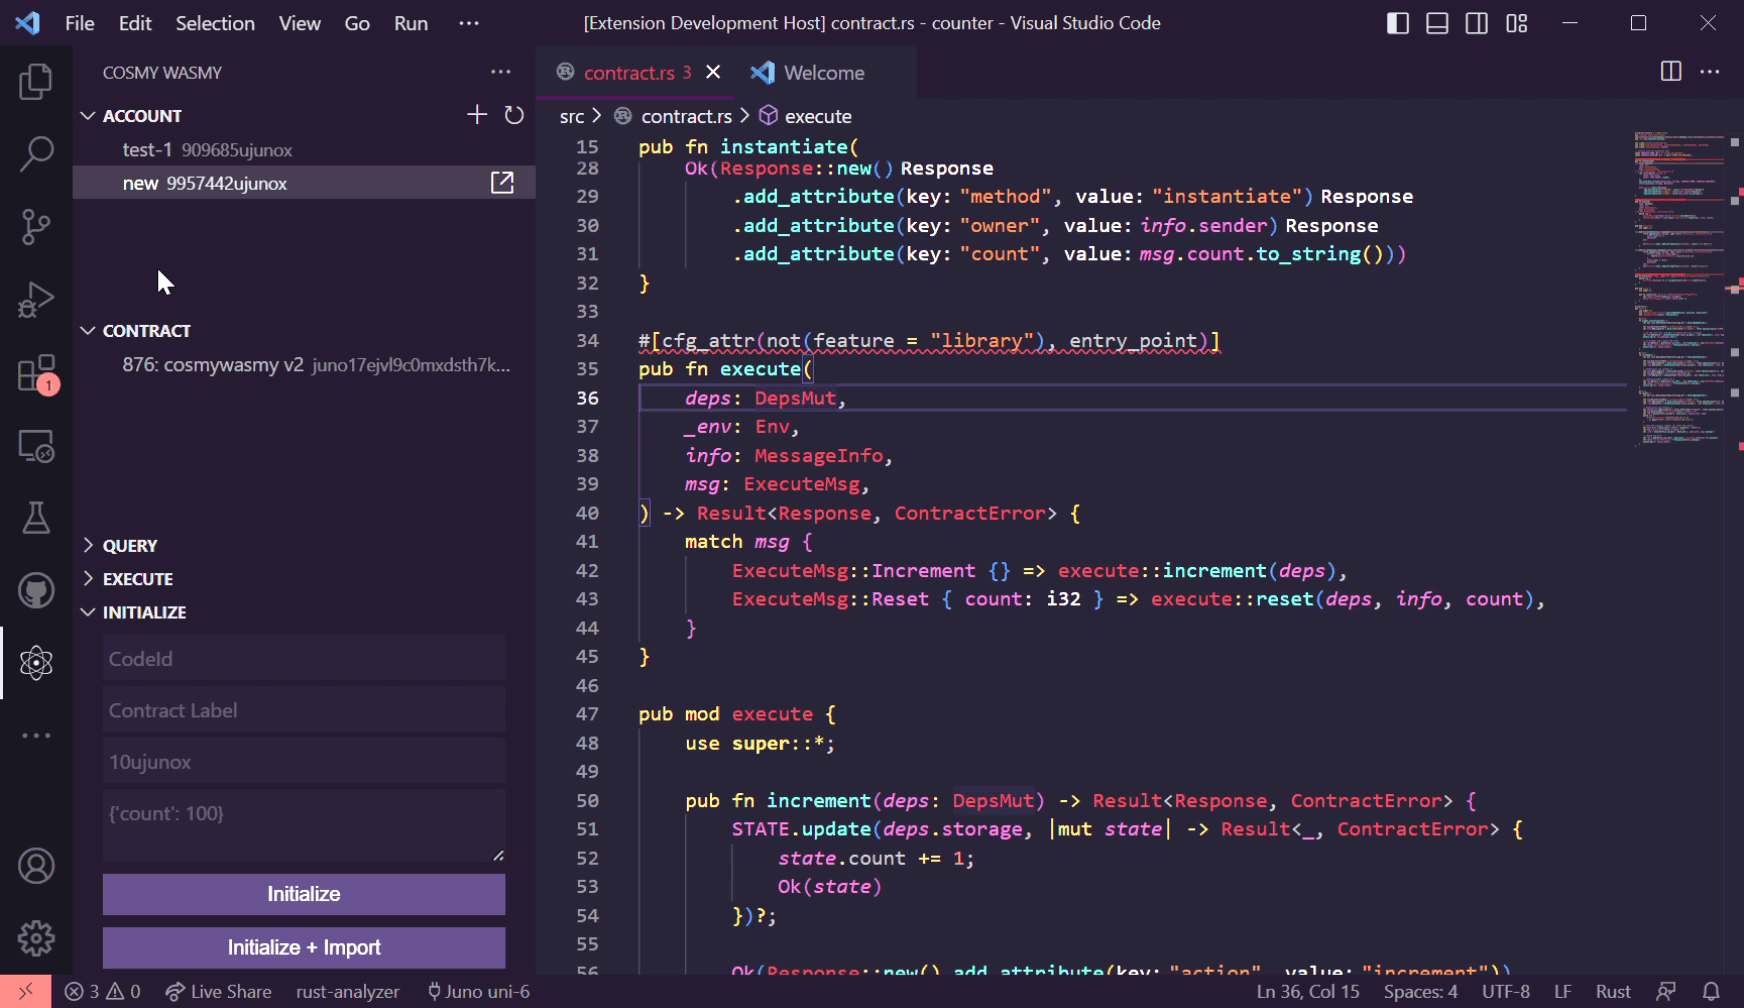 File Edit Selection View Go Run ··· [Extension Development Host] contract.rs - counter - Visual Studio Code
COSMY WASMY ···
ACCOUNT
test-1 909685ujunox
new 9957442ujunox
1
CONTRACT
876: cosmywasmy v2 juno17ejvl9c0mxdsth7k...
QUERY
EXECUTE
INITIALIZE
CodeId
Contract Label
10ujunox
{'count': 100}
Initialize
Initialize + Import
contract.rs 3 Welcome
src > contract.rs > execute
15 pub fn instantiate(
28 Ok(Response::new() Response
29 .add_attribute(key: "method", value: "instantiate") Response
30 .add_attribute(key: "owner", value: info.sender) Response
31 .add_attribute(key: "count", value: msg.count.to_string()))
32 }
33
34 #[cfg_attr(not(feature = "library"), entry_point)]
35 pub fn execute(
36 deps: DepsMut,
37 _env: Env,
38 info: MessageInfo,
39 msg: ExecuteMsg,
40 ) -> Result<Response, ContractError> {
41 match msg {
42 ExecuteMsg::Increment {} => execute::increment(deps),
43 ExecuteMsg::Reset { count: i32 } => execute::reset(deps, info, count),
44 }
45 }
46
47 pub mod execute {
48 use super::*;
49
50 pub fn increment(deps: DepsMut) -> Result<Response, ContractError> {
51 STATE.update(deps.storage, |mut state| -> Result<_, ContractError> {
52 state.count += 1;
53 Ok(state)
54 })?;
55
56 Ok(Response::new().add_attribute(key: "action", value: "increment"))
3 0 Live Share rust-analyzer Juno uni-6 Ln 36, Col 15 Spaces: 4 UTF-8 LF Rust